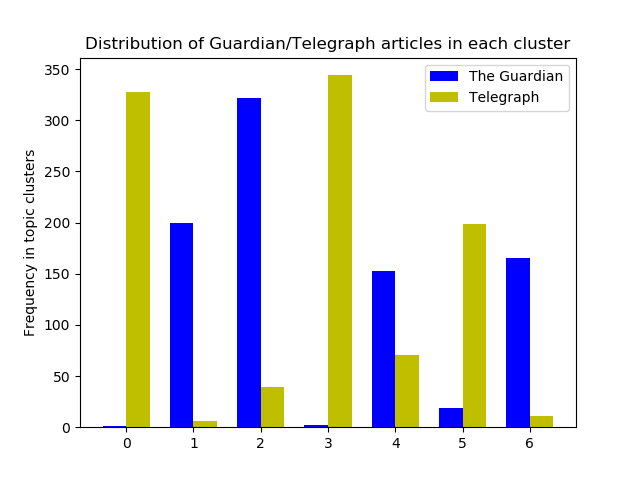 Distribution of Guardian/Telegraph articles in each cluster
The Guardian
Telegraph
Frequency in topic clusters
350
300
250
200
150
100
50
0
0 1 2 3 4 5 6